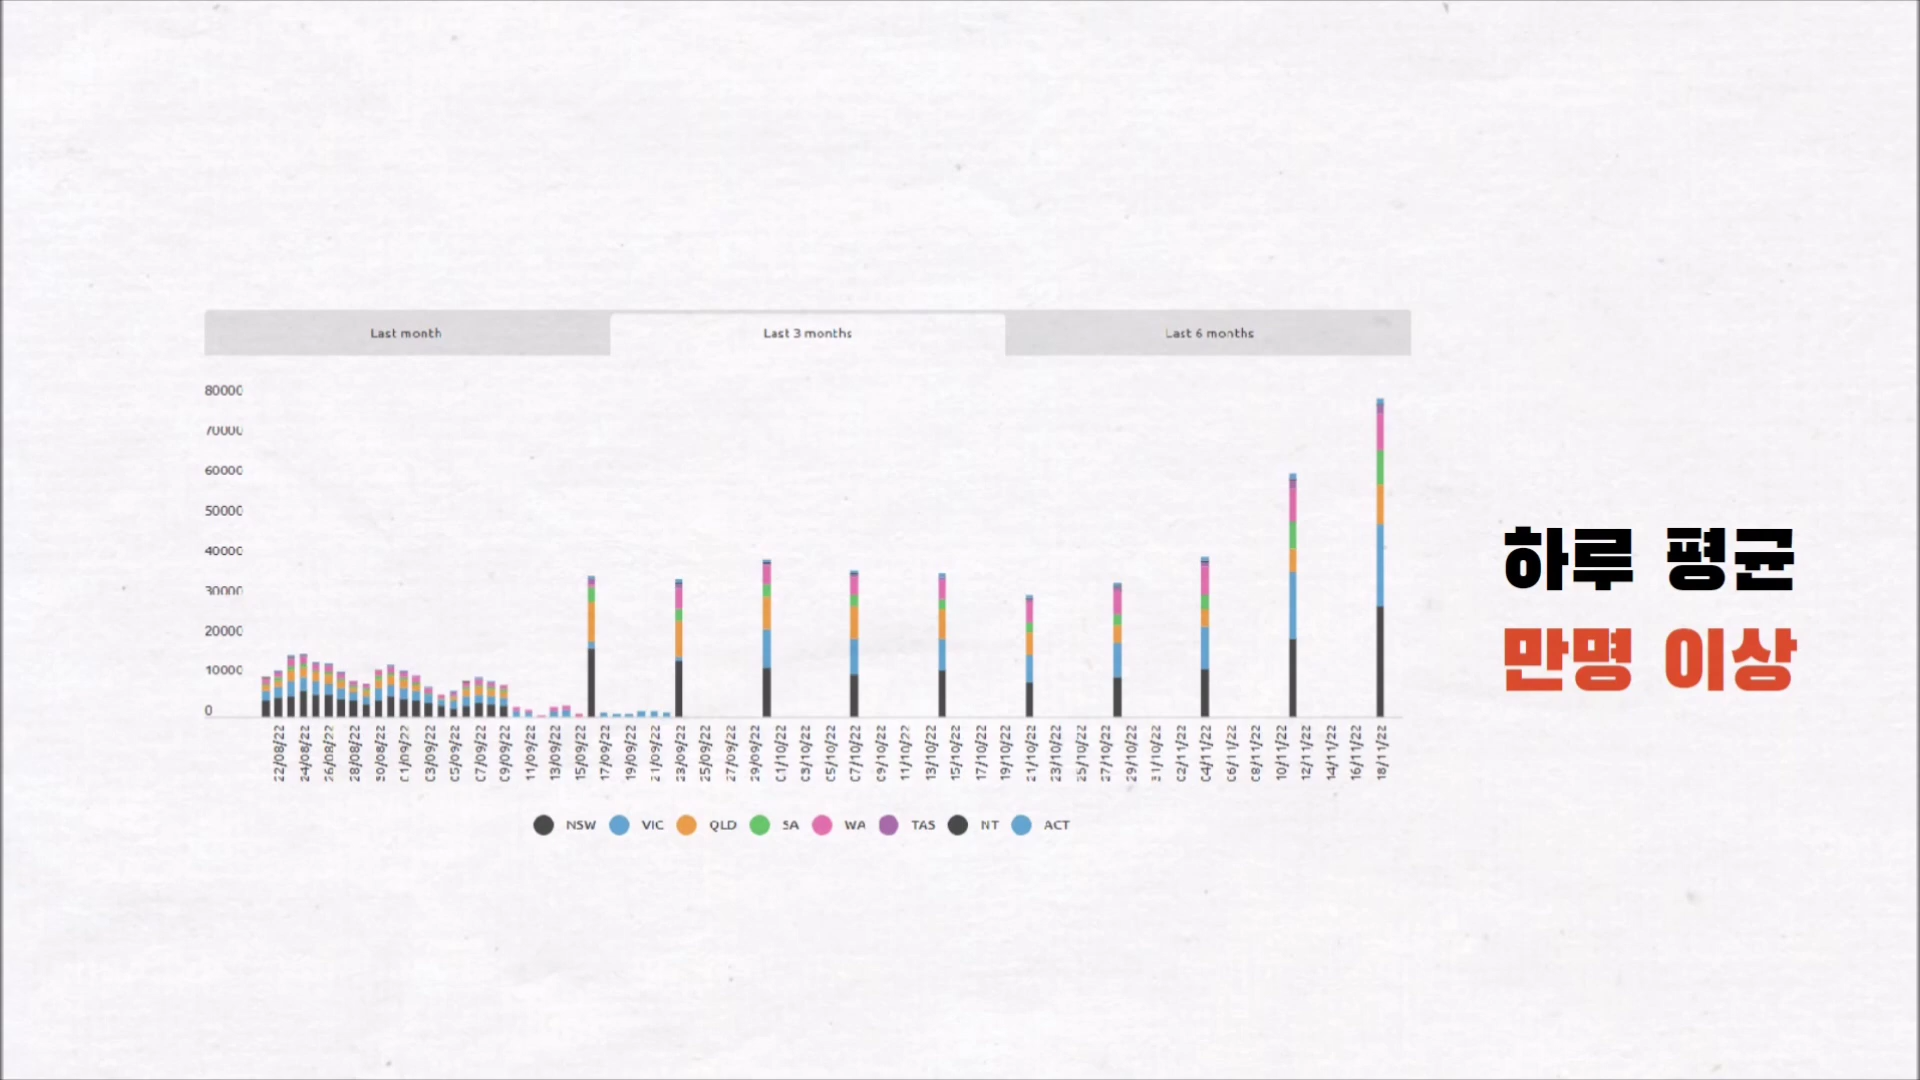 Last month Last 3 months Last 6 months
80000
70000
60000
50000
40000
30000
20000
10000
0
22/08/22 24/08/22 26/08/22 28/08/22 30/08/22 01/09/22 03/09/22 05/09/22 07/09/22 09/09/22 11/09/22 13/09/22 15/09/22 17/09/22 19/09/22 21/09/22 23/09/22 25/09/22 27/09/22 29/09/22 01/10/22 03/10/22 05/10/22 07/10/22 09/10/22 11/10/22 13/10/22 15/10/22 17/10/22 19/10/22 21/10/22 23/10/22 25/10/22 27/10/22 29/10/22 31/10/22 02/11/22 04/11/22 06/11/22 08/11/22 10/11/22 12/11/22 14/11/22 16/11/22 18/11/22
NSW VIC QLD SA WA TAS NT ACT
하루 평균
만명 이상